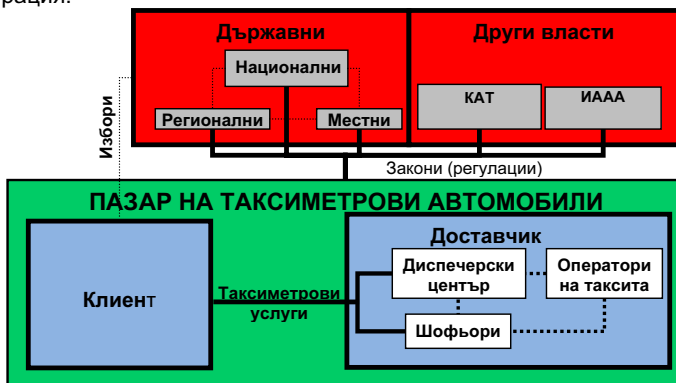 рация.
Държавни
Други власти
Национални
КАТ
ИААА
Регионални
Местни
Избори
Закони (регулации)
ПАЗАР НА ТАКСИМЕТРОВИ АВТОМОБИЛИ
Доставчик
Диспечерски
център
Оператори
на таксита
Клиент
Таксиметрови
услуги
Шофьори